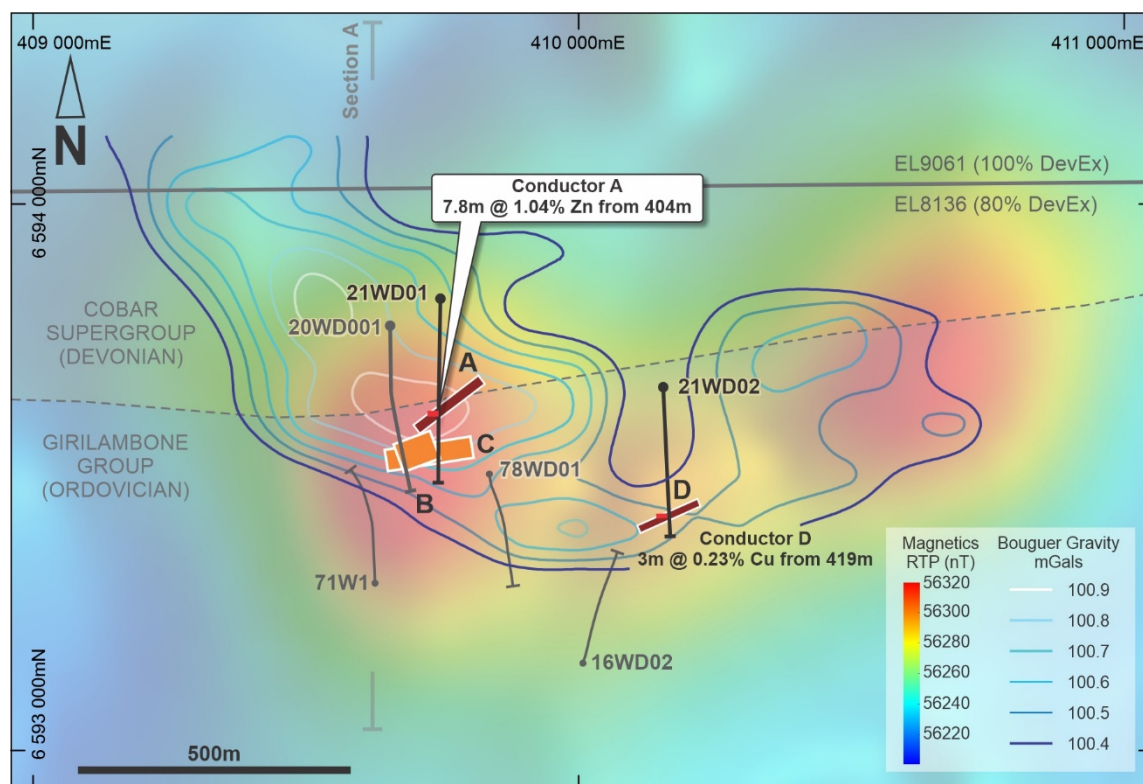 409 000mE
410 000mE
411 000mE
Section A
N
6 594 000mN
EL9061 (100% DevEx)
EL8136 (80% DevEx)
Conductor A
7.8m @ 1.04% Zn from 404m
21WD01
20WD001
COBAR
SUPERGROUP
(DEVONIAN)
A
21WD02
GIRILAMBONE
GROUP
(ORDOVICIAN)
C
78WD01
B
D
Conductor D
3m @ 0.23% Cu from 419m
71W1
16WD02
6 593 000mN
500m
Magnetics
RTP (nT)
56320
56300
56280
56260
56240
56220
Bouguer Gravity
mGals
100.9
100.8
100.7
100.6
100.5
100.4